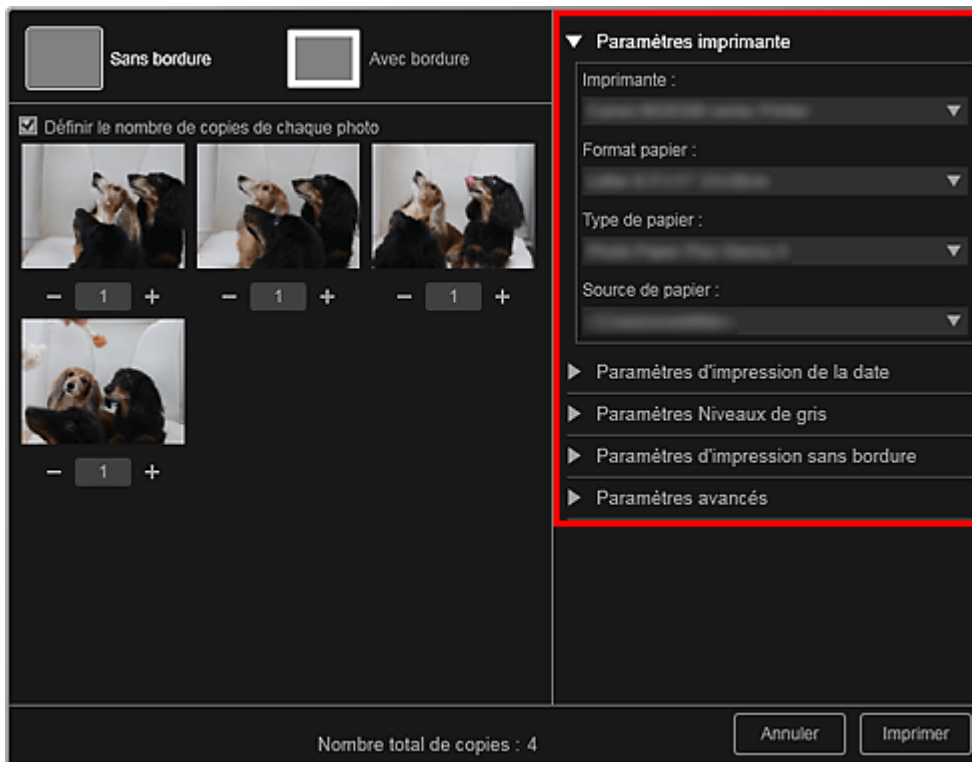 Sans bordure
Avec bordure
Définir le nombre de copies de chaque photo
1
1
1
1
Paramètres imprimante
Imprimante :
Format papier :
Type de papier :
Source de papier :
Paramètres d'impression de la date
Paramètres Niveaux de gris
Paramètres d'impression sans bordure
Paramètres avancés
Nombre total de copies : 4
Annuler
Imprimer